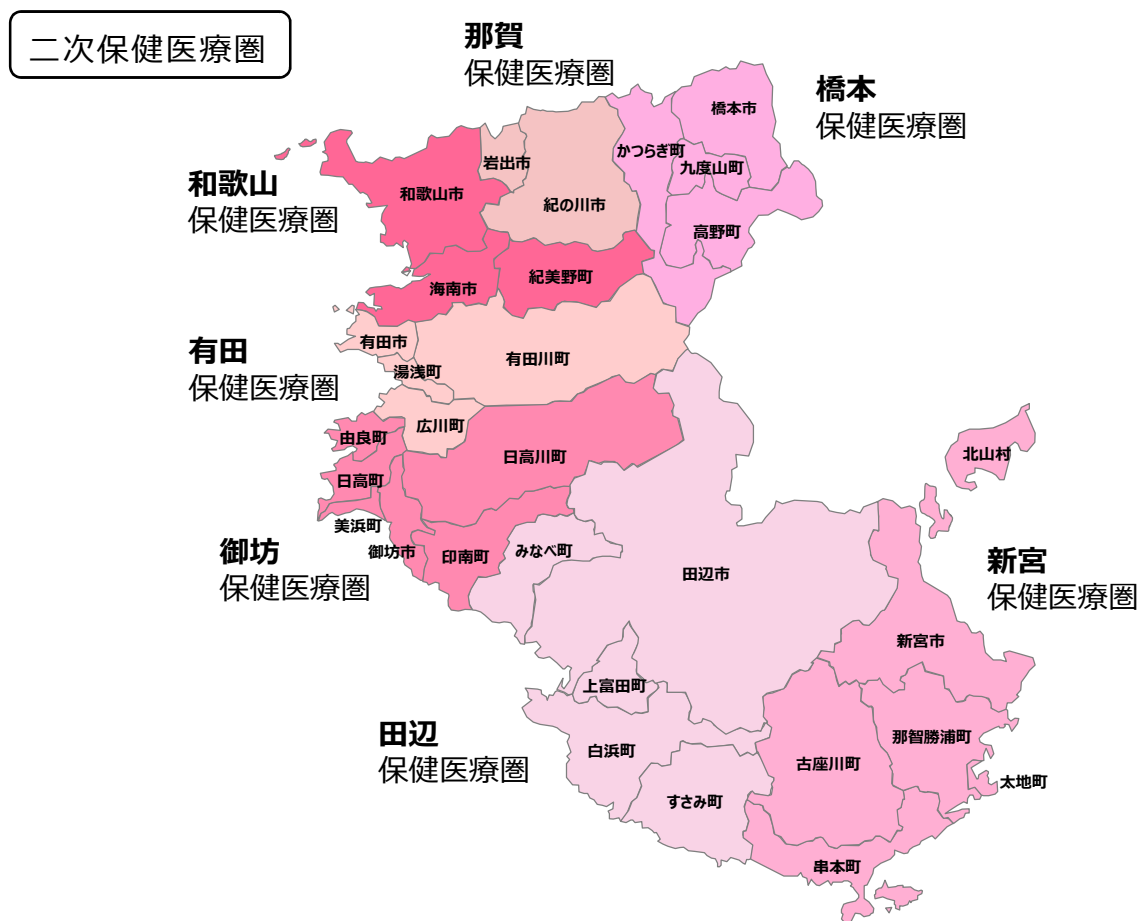 二次保健医療圏
那賀
保健医療圏
橋本
保健医療圏
和歌山
保健医療圏
有田
保健医療圏
御坊
保健医療圏
田辺
保健医療圏
新宮
保健医療圏
橋本市
かつらぎ町
九度山町
高野町
岩出市
紀の川市
和歌山市
海南市
紀美野町
有田市
湯浅町
有田川町
広川町
由良町
日高町
美浜町
御坊市
日高川町
印南町
みなべ町
田辺市
上富田町
白浜町
すさみ町
北山村
新宮市
那智勝浦町
太地町
古座川町
串本町